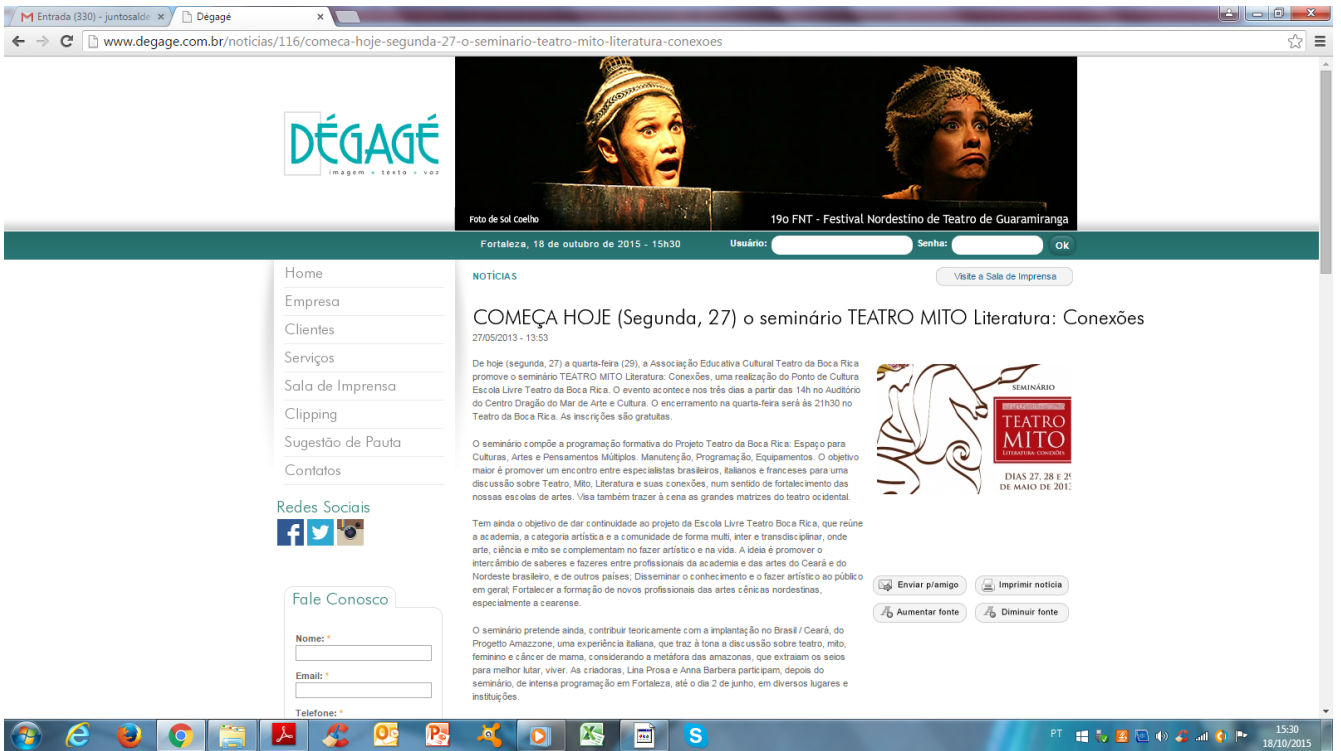 Entrada (330) - juntosalde
Dégagé
www.degage.com.br/noticias/116/comeca-hoje-segunda-27-o-seminario-teatro-mito-literatura-conexoes
DÉGAGÉ
imagem • texto • voz
Foto de Sol Coelho
19o FNT - Festival Nordestino de Teatro de Guaramiranga
Fortaleza, 18 de outubro de 2015 - 15h30
Usuário:
Senha:
Ok
Home
Empresa
Clientes
Serviços
Sala de Imprensa
Clipping
Sugestão de Pauta
Contatos
Redes Sociais
Fale Conosco
Nome: *
Email: *
Telefone: *
NOTÍCIAS
Visite a Sala de Imprensa
COMEÇA HOJE (Segunda, 27) o seminário TEATRO MITO Literatura: Conexões
27/05/2013 - 13:53
De hoje (segunda, 27) a quarta-feira (29), a Associação Educativa Cultural Teatro da Boca Rica
promove o seminário TEATRO MITO Literatura: Conexões, uma realização do Ponto de Cultura
Escola Livre Teatro da Boca Rica. O evento acontece nos três dias a partir das 14h no Auditório
do Centro Dragão do Mar de Arte e Cultura. O encerramento na quarta-feira será ás 21h30 no
Teatro da Boca Rica. As inscrições são gratuitas.
O seminário compõe a programação formativa do Projeto Teatro da Boca Rica: Espaço para
Culturas, Artes e Pensamentos Múltiplos. Manutenção, Programação, Equipamentos. O objetivo
maior é promover um encontro entre especialistas brasileiros, italianos e franceses para uma
discussão sobre Teatro, Mito, Literatura e suas conexões, num sentido de fortalecimento das
nossas escolas de artes. Visa também trazer à cena as grandes matrizes do teatro ocidental.
Tem ainda o objetivo de dar continuidade ao projeto da Escola Livre Teatro Boca Rica, que reúne
a academia, a categoria artística e a comunidade de forma multi, inter e transdisciplinar, onde
arte, ciência e mito se complementam no fazer artístico e na vida. A ideia é promover o
intercâmbio de saberes e fazeres entre profissionais da academia e das artes do Ceará e do
Nordeste brasileiro, e de outros países; Disseminar o conhecimento e o fazer artístico ao público
em geral; Fortalecer a formação de novos profissionais das artes cênicas nordestinas,
especialmente a cearense.
O seminário pretende ainda, contribuir teoricamente com a implantação no Brasil / Ceará, do
Progetto Amazzone, uma experiência italiana, que traz à tona a discussão sobre teatro, mito,
feminino e câncer de mama, considerando a metáfora das amazonas, que extraiam os seios
para melhor lutar, viver. As criadoras, Lina Prosa e Anna Barbera participam, depois do
seminário, de intensa programação em Fortaleza, até o dia 2 de junho, em diversos lugares e
instituições.
SEMINÁRIO
TEATRO
MITO
LITERATURA: CONEXÕES
DIAS 27, 28 E 29
DE MAIO DE 2013
Enviar p/amigo
Imprimir notícia
Aumentar fonte
Diminuir fonte
PT
15:30
18/10/2015